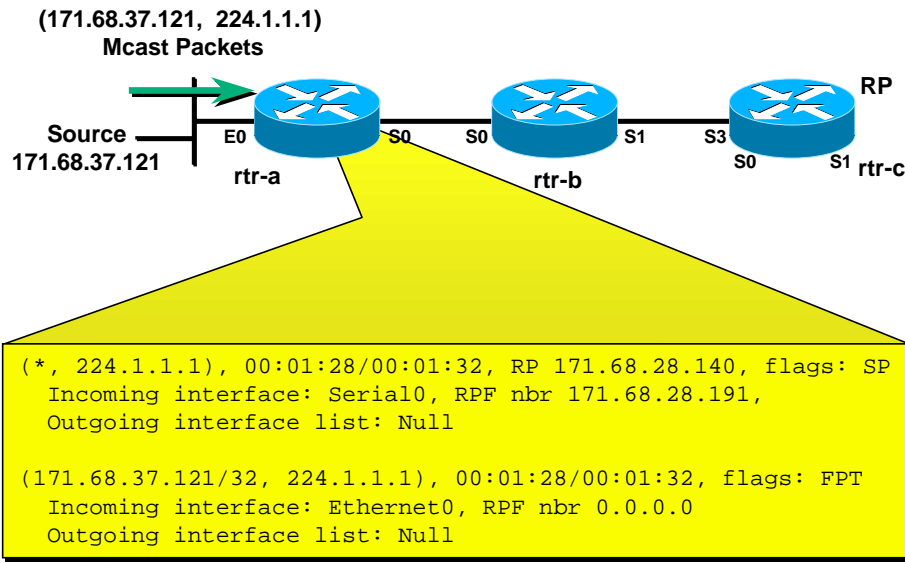 (171.68.37.121, 224.1.1.1)
Mcast Packets
RP
Source
171.68.37.121
E0
S0
S0
S1
S3
S0
S1
rtr-a
rtr-b
rtr-c
(*, 224.1.1.1), 00:01:28/00:01:32, RP 171.68.28.140, flags: SP
Incoming interface: Serial0, RPF nbr 171.68.28.191,
Outgoing interface list: Null
(171.68.37.121/32, 224.1.1.1), 00:01:28/00:01:32, flags: FPT
Incoming interface: Ethernet0, RPF nbr 0.0.0.0
Outgoing interface list: Null